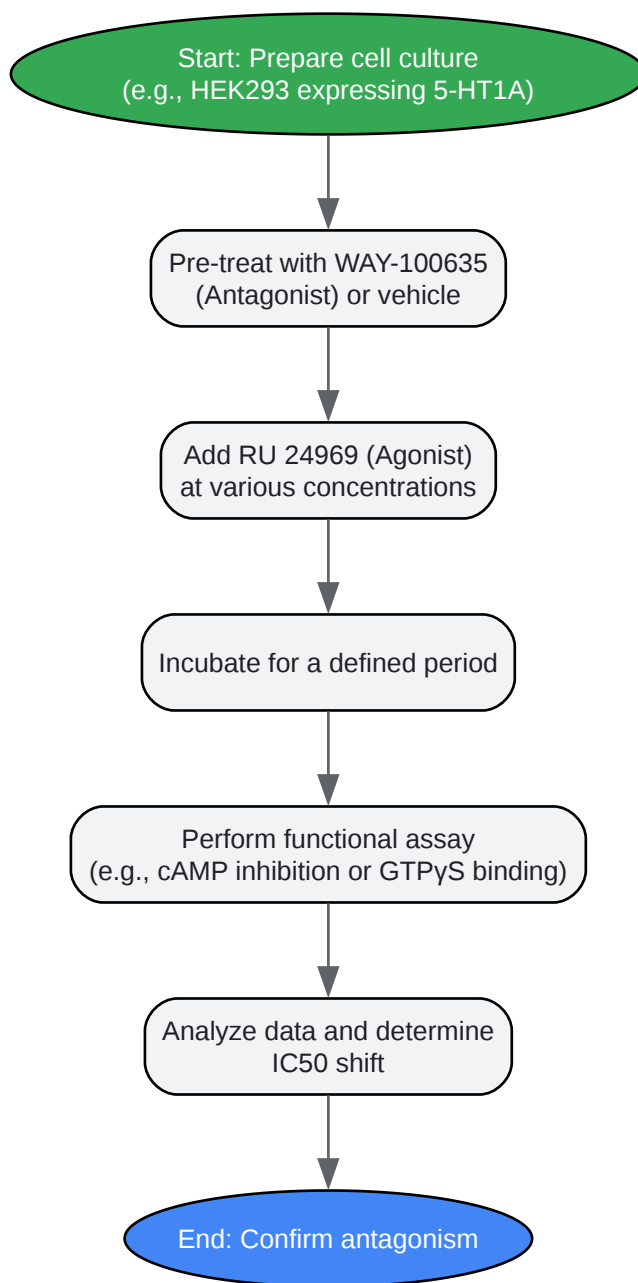 Start: Prepare cell culture
(e.g., HEK293 expressing 5-HT1A)
Pre-treat with WAY-100635
(Antagonist) or vehicle
Add RU 24969 (Agonist)
at various concentrations
Incubate for a defined period
Perform functional assay
(e.g., cAMP inhibition or GTPγS binding)
Analyze data and determine
IC50 shift
End: Confirm antagonism